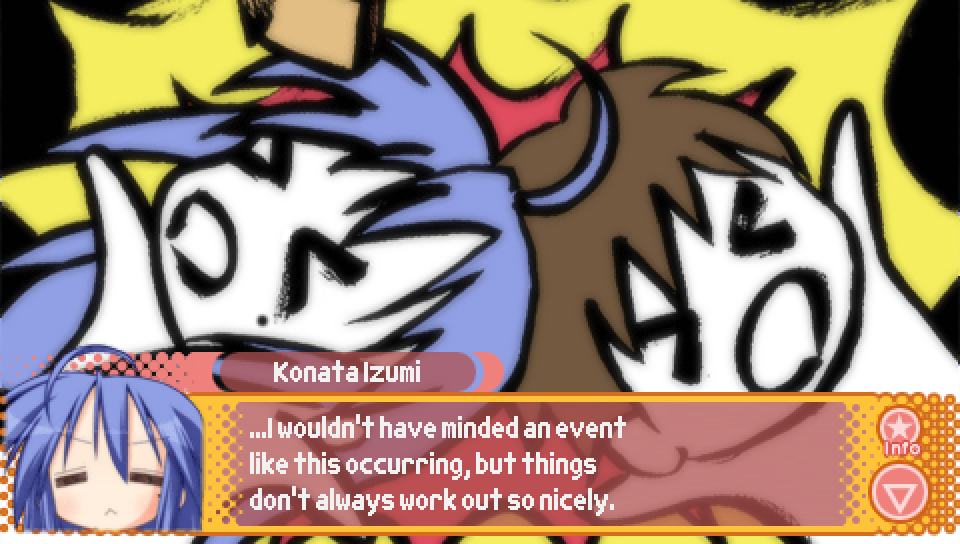 Konata Izumi
...I wouldn't have minded an event
like this occurring, but things
don't always work out so nicely.
Info